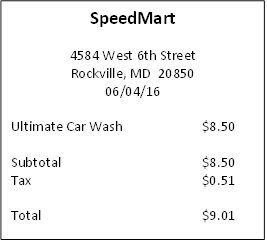 SpeedMart
4584 West 6th Street
Rockville, MD 20850
06/04/16
Ultimate Car Wash $8.50
Subtotal $8.50
Tax $0.51
Total $9.01